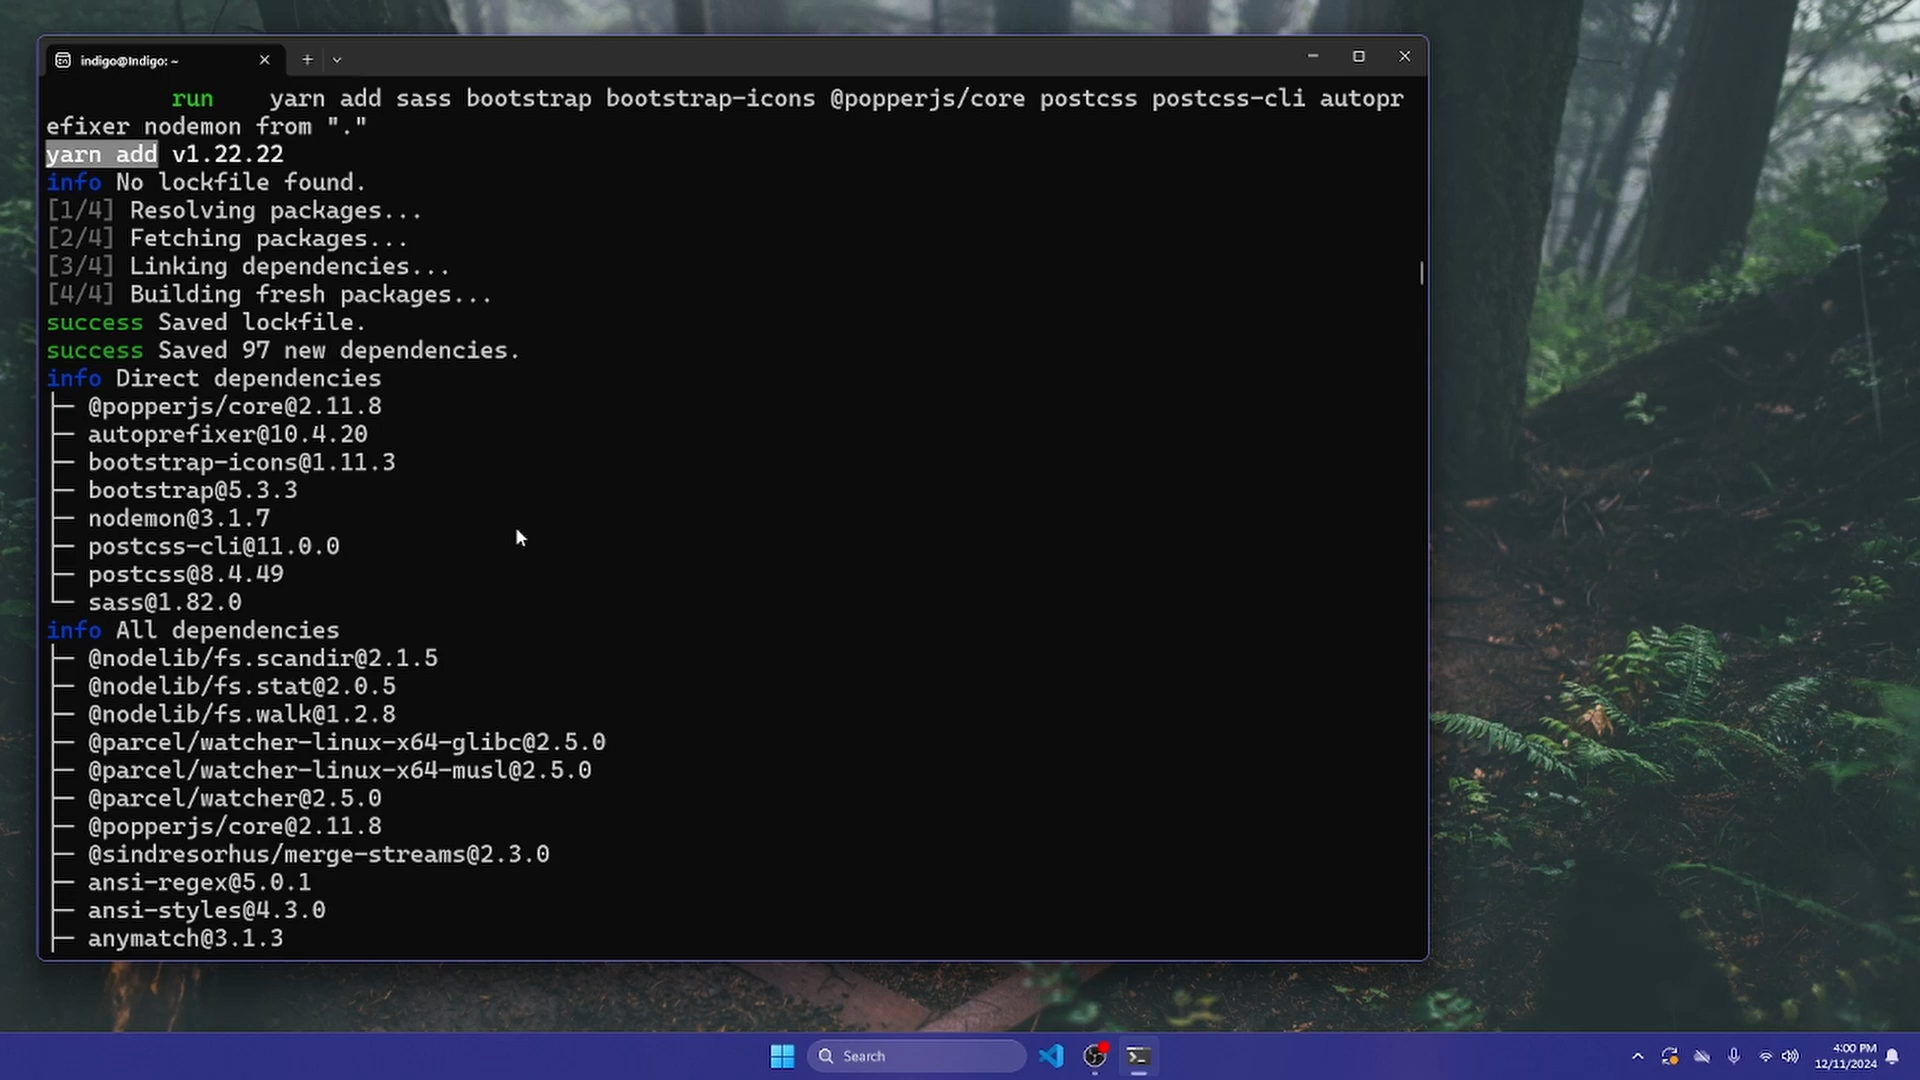 indigo@Indigo: ~
run    yarn add sass bootstrap bootstrap-icons @popperjs/core postcss postcss-cli autopr
efixer nodemon from "."
yarn add v1.22.22
info No lockfile found.
[1/4] Resolving packages...
[2/4] Fetching packages...
[3/4] Linking dependencies...
[4/4] Building fresh packages...
success Saved lockfile.
success Saved 97 new dependencies.
info Direct dependencies
├─ @popperjs/core@2.11.8
├─ autoprefixer@10.4.20
├─ bootstrap-icons@1.11.3
├─ bootstrap@5.3.3
├─ nodemon@3.1.7
├─ postcss-cli@11.0.0
├─ postcss@8.4.49
└─ sass@1.82.0
info All dependencies
├─ @nodelib/fs.scandir@2.1.5
├─ @nodelib/fs.stat@2.0.5
├─ @nodelib/fs.walk@1.2.8
├─ @parcel/watcher-linux-x64-glibc@2.5.0
├─ @parcel/watcher-linux-x64-musl@2.5.0
├─ @parcel/watcher@2.5.0
├─ @popperjs/core@2.11.8
├─ @sindresorhus/merge-streams@2.3.0
├─ ansi-regex@5.0.1
├─ ansi-styles@4.3.0
├─ anymatch@3.1.3
Search
4:00 PM
12/11/2024